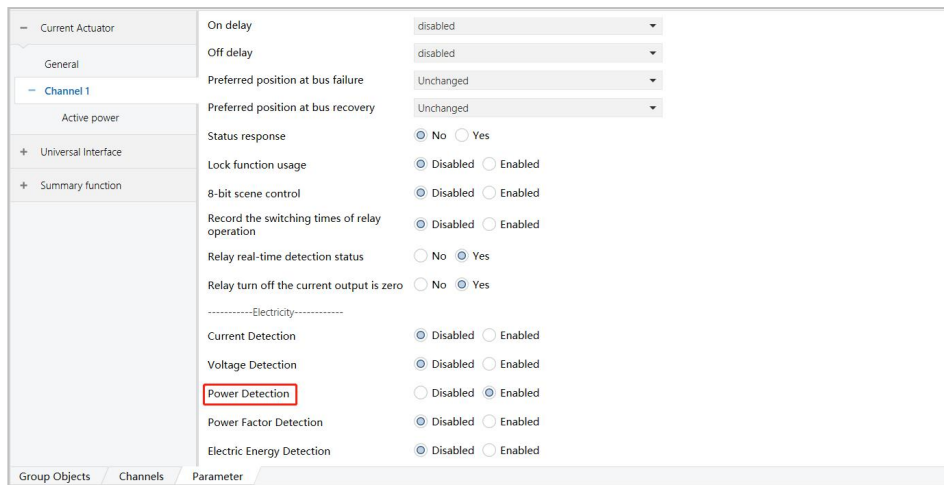 Current Actuator
General
Channel 1
Active power
Universal Interface
Summary function
On delay disabled
Off delay disabled
Preferred position at bus failure Unchanged
Preferred position at bus recovery Unchanged
Status response No Yes
Lock function usage Disabled Enabled
8-bit scene control Disabled Enabled
Record the switching times of relay
operation Disabled Enabled
Relay real-time detection status No Yes
Relay turn off the current output is zero No Yes
-----------Electricity------------
Current Detection Disabled Enabled
Voltage Detection Disabled Enabled
Power Detection Disabled Enabled
Power Factor Detection Disabled Enabled
Electric Energy Detection Disabled Enabled
Group Objects Channels Parameter